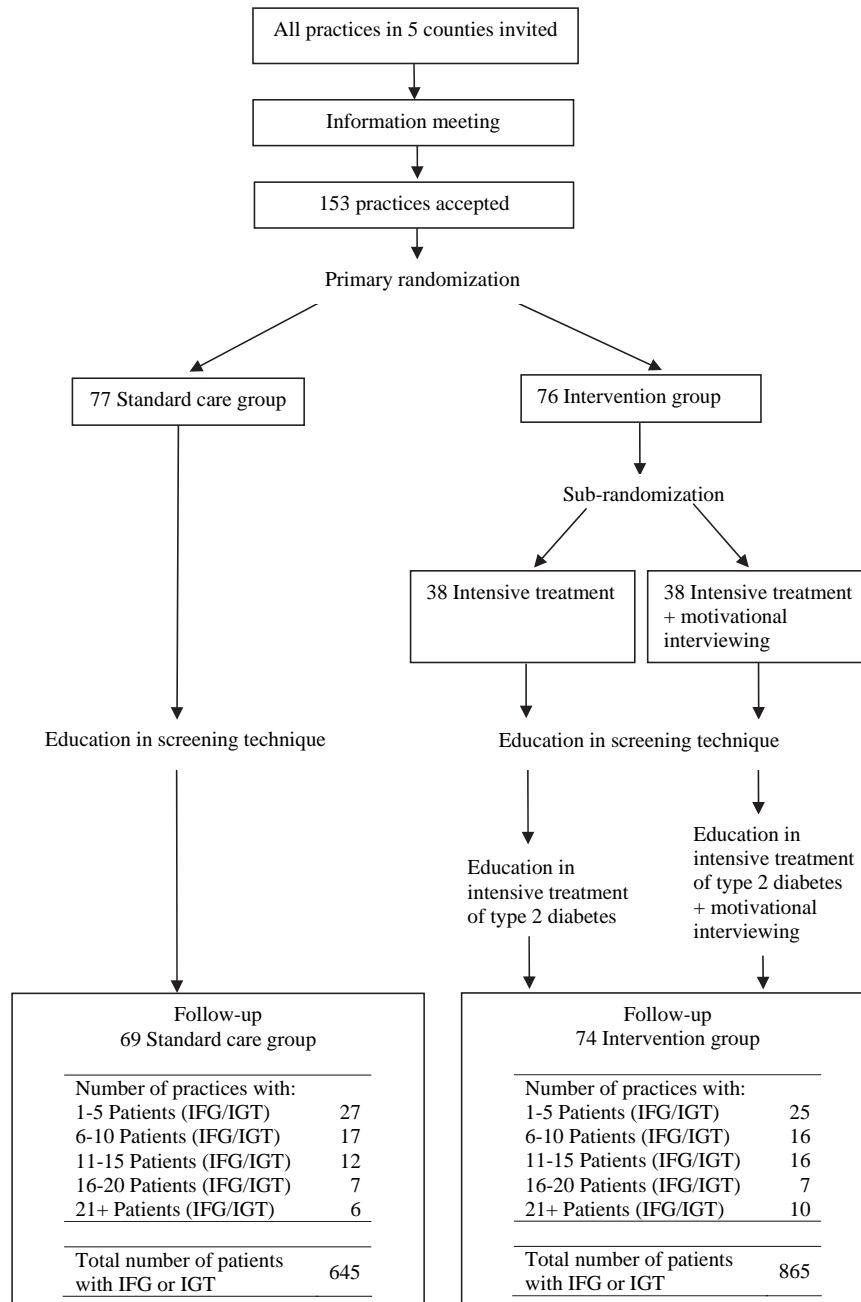 All practices in 5 counties invited
Information meeting
153 practices accepted
Primary randomization
77 Standard care group
76 Intervention group
Sub-randomization
38 Intensive treatment
38 Intensive treatment
+ motivational
interviewing
Education in screening technique
Education in screening technique
Education in
intensive treatment
of type 2 diabetes
Education in
intensive treatment
of type 2 diabetes
+ motivational
interviewing
Follow-up
69 Standard care group
Number of practices with:
1-5 Patients (IFG/IGT) 27
6-10 Patients (IFG/IGT) 17
11-15 Patients (IFG/IGT) 12
16-20 Patients (IFG/IGT) 7
21+ Patients (IFG/IGT) 6
Total number of patients
with IFG or IGT 645
Follow-up
74 Intervention group
Number of practices with:
1-5 Patients (IFG/IGT) 25
6-10 Patients (IFG/IGT) 16
11-15 Patients (IFG/IGT) 16
16-20 Patients (IFG/IGT) 7
21+ Patients (IFG/IGT) 10
Total number of patients
with IFG or IGT 865